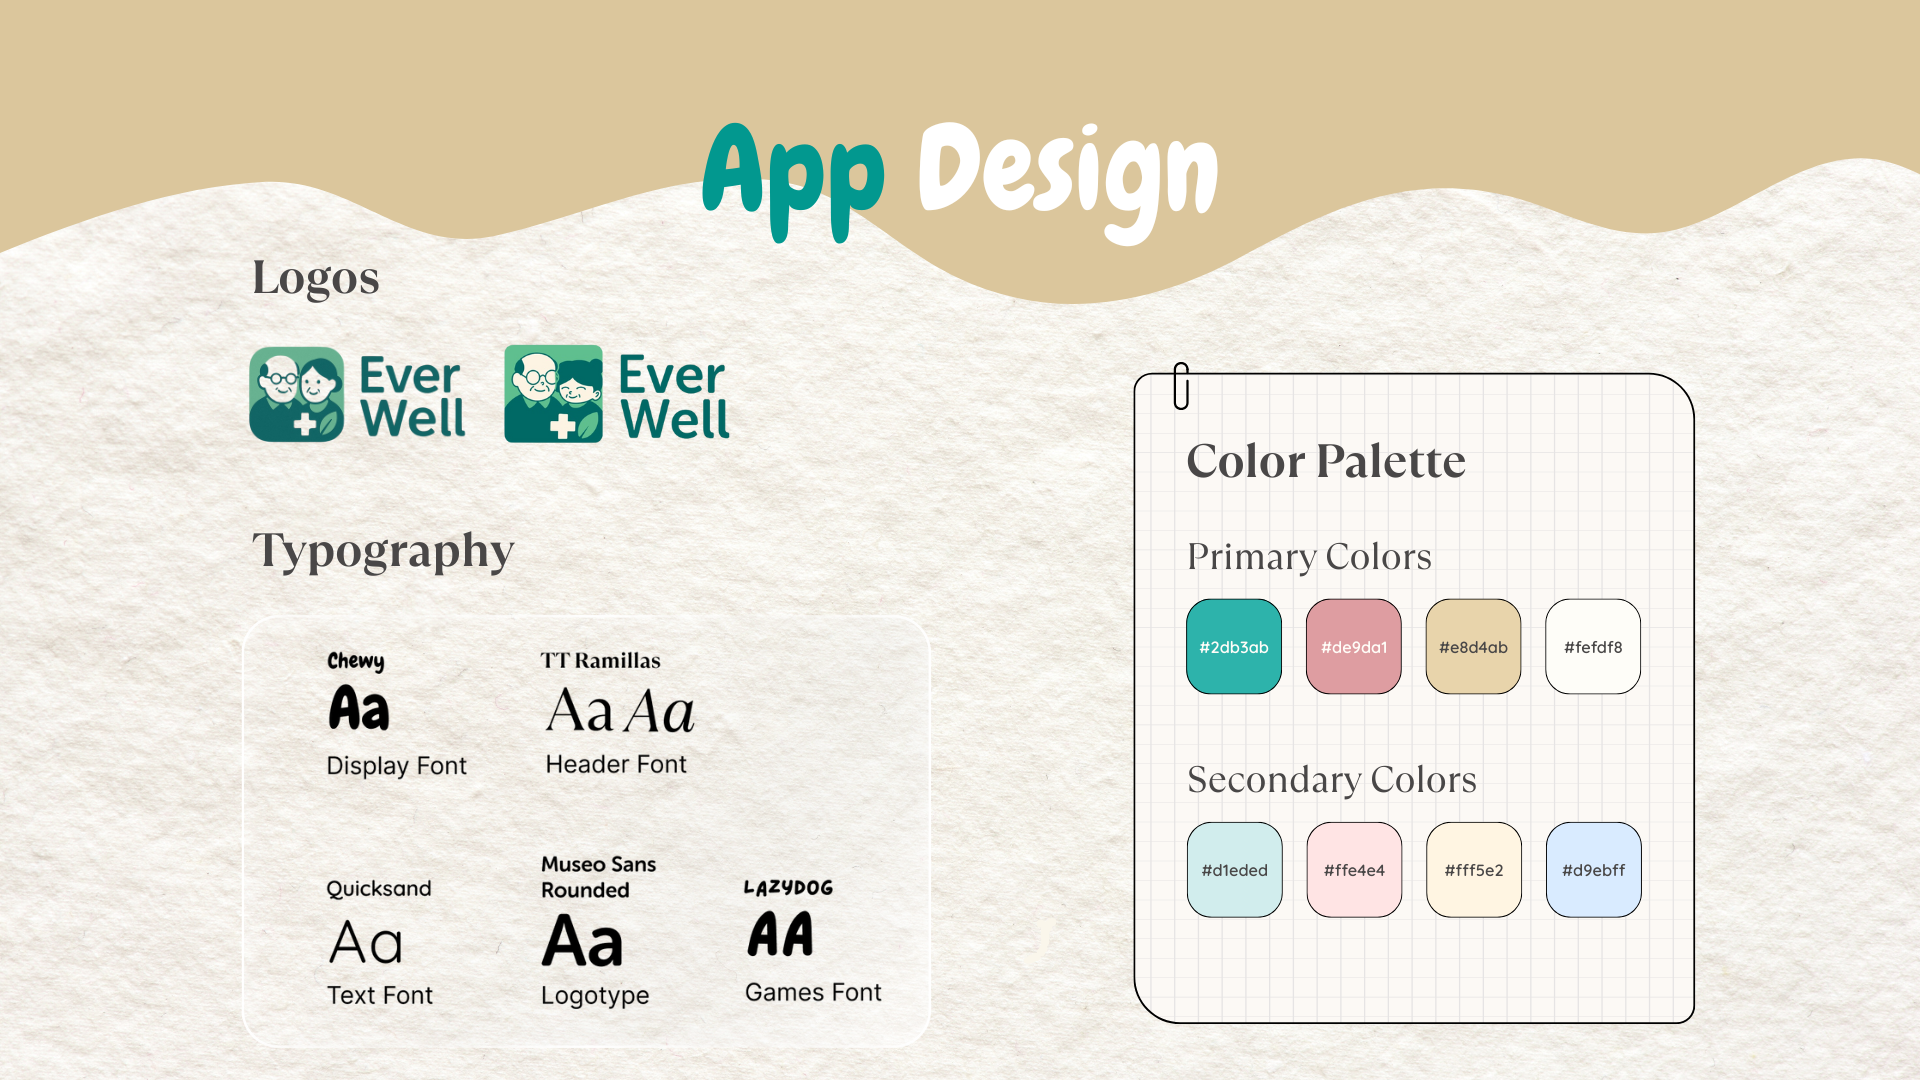 App Design
Logos
Ever
Well
Ever
Well
Typography
Chewy
Aa
Display Font
TT Ramillas
Aa Aa
Header Font
Quicksand
Aa
Text Font
Museo Sans
Rounded
Aa
Logotype
LAZYDOG
AA
Games Font
Color Palette
Primary Colors
#2db3ab
#de9da1
#e8d4ab
#fefdf8
Secondary Colors
#d1eded
#ffe4e4
#fff5e2
#d9ebff